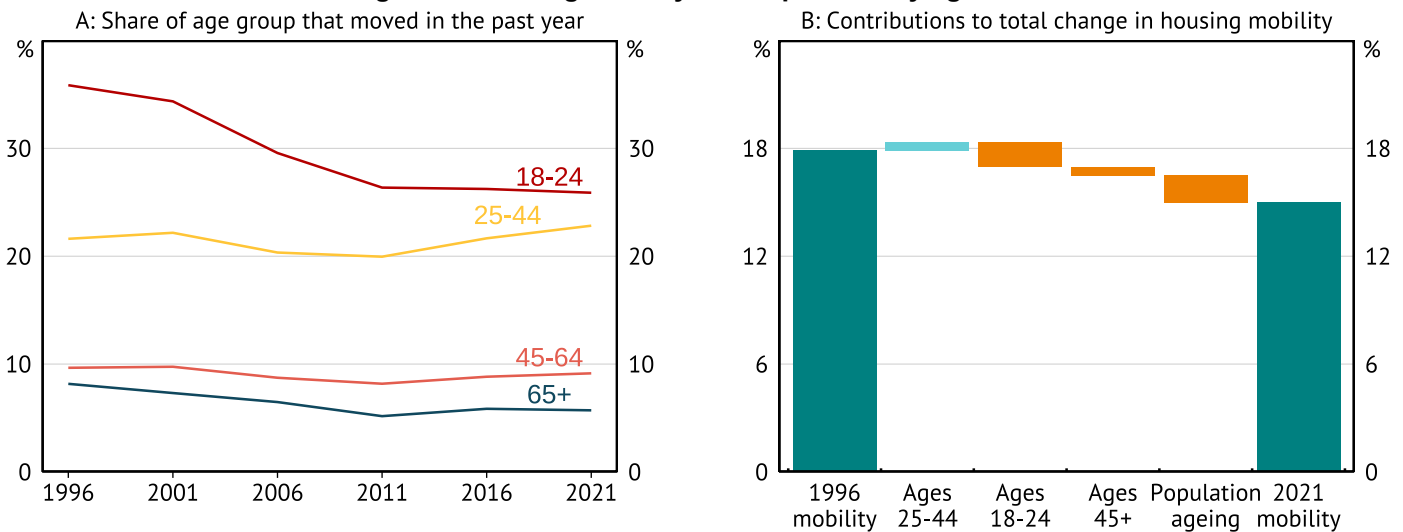 A: Share of age group that moved in the past year
% %
30 30
20 20
10 10
0 0
18-24
25-44
45-64
65+
1996 2001 2006 2011 2016 2021
B: Contributions to total change in housing mobility
% %
18 18
12 12
6 6
0 0
1996 Ages Ages Ages Population 2021
mobility 25-44 18-24 45+ ageing mobility